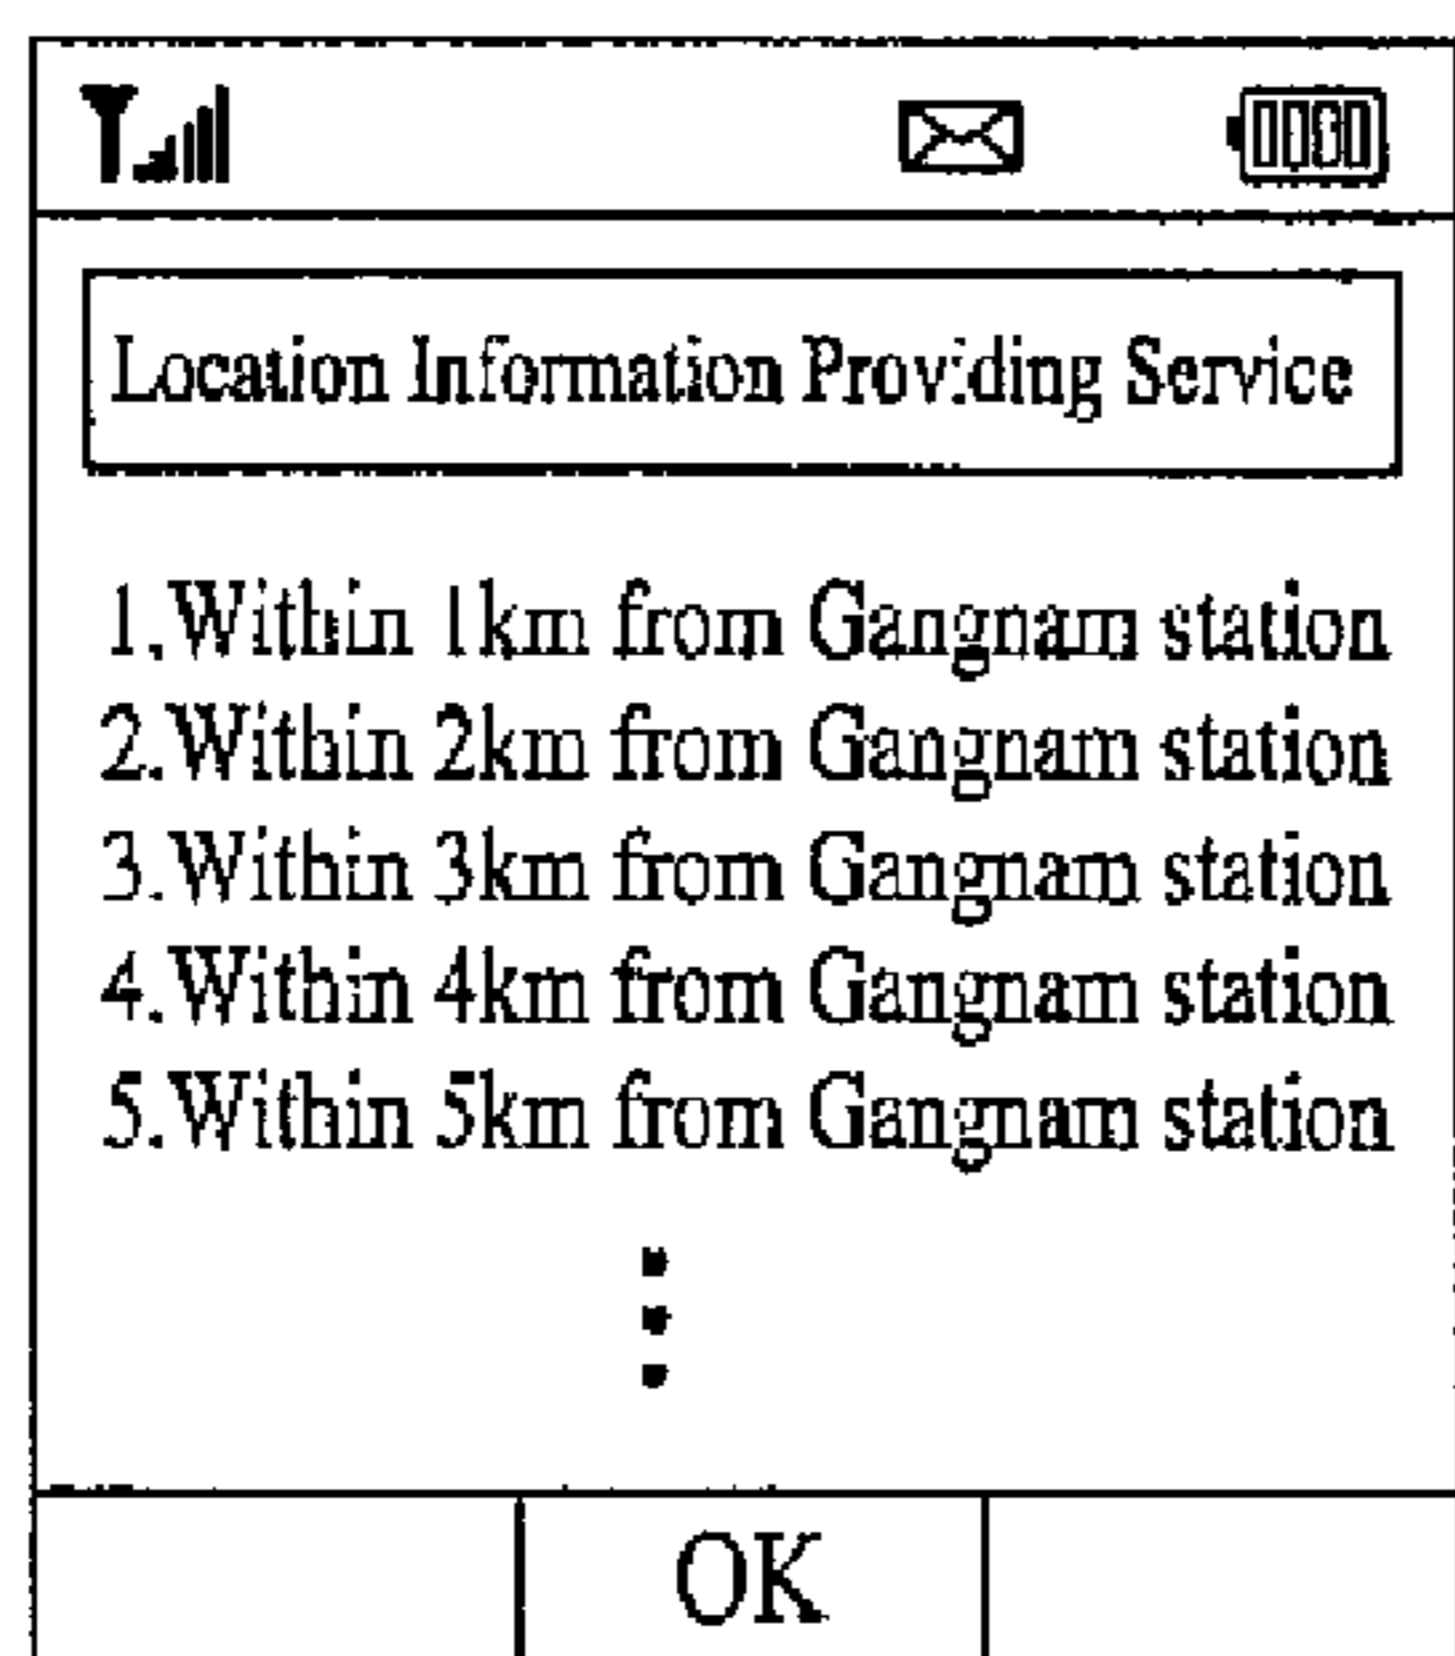 Location Information Providing Service
1.Within 1km from Gangnam station
2.Within 2km from Gangnam station
3.Within 3km from Gangnam station
4.Within 4km from Gangnam station
5.Within 5km from Gangnam station
OK